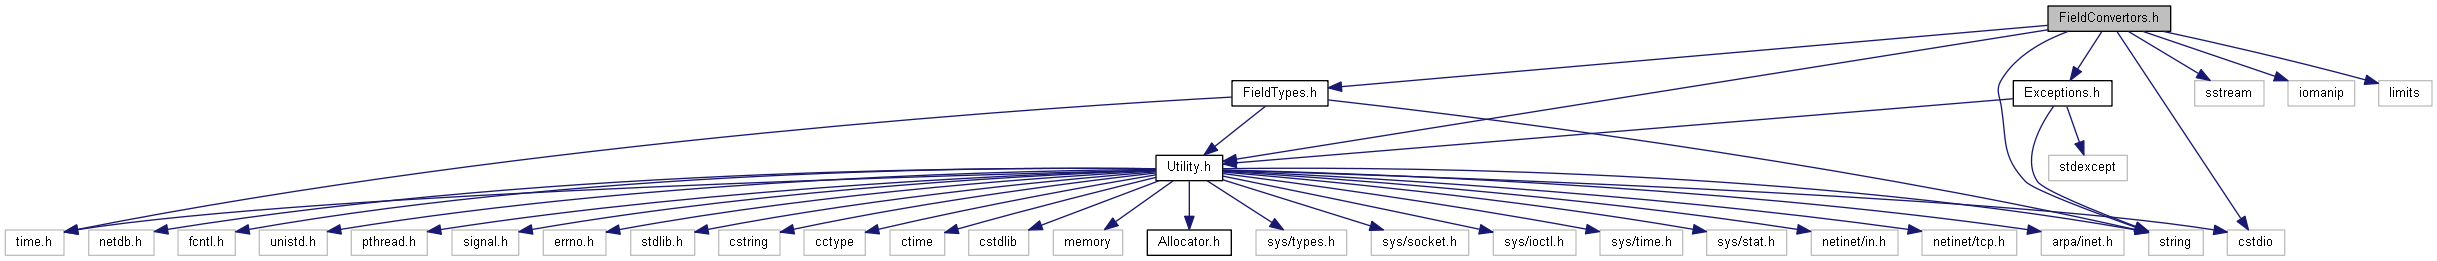 FieldConvertors.h
FieldTypes.h
Exceptions.h
sstream
iomanip
limits
Utility.h
stdexcept
time.h
netdb.h
fcntl.h
unistd.h
pthread.h
signal.h
errno.h
stdlib.h
cstring
cctype
ctime
cstdlib
memory
Allocator.h
sys/types.h
sys/socket.h
sys/ioctl.h
sys/time.h
sys/stat.h
netinet/in.h
netinet/tcp.h
arpa/inet.h
string
cstdio